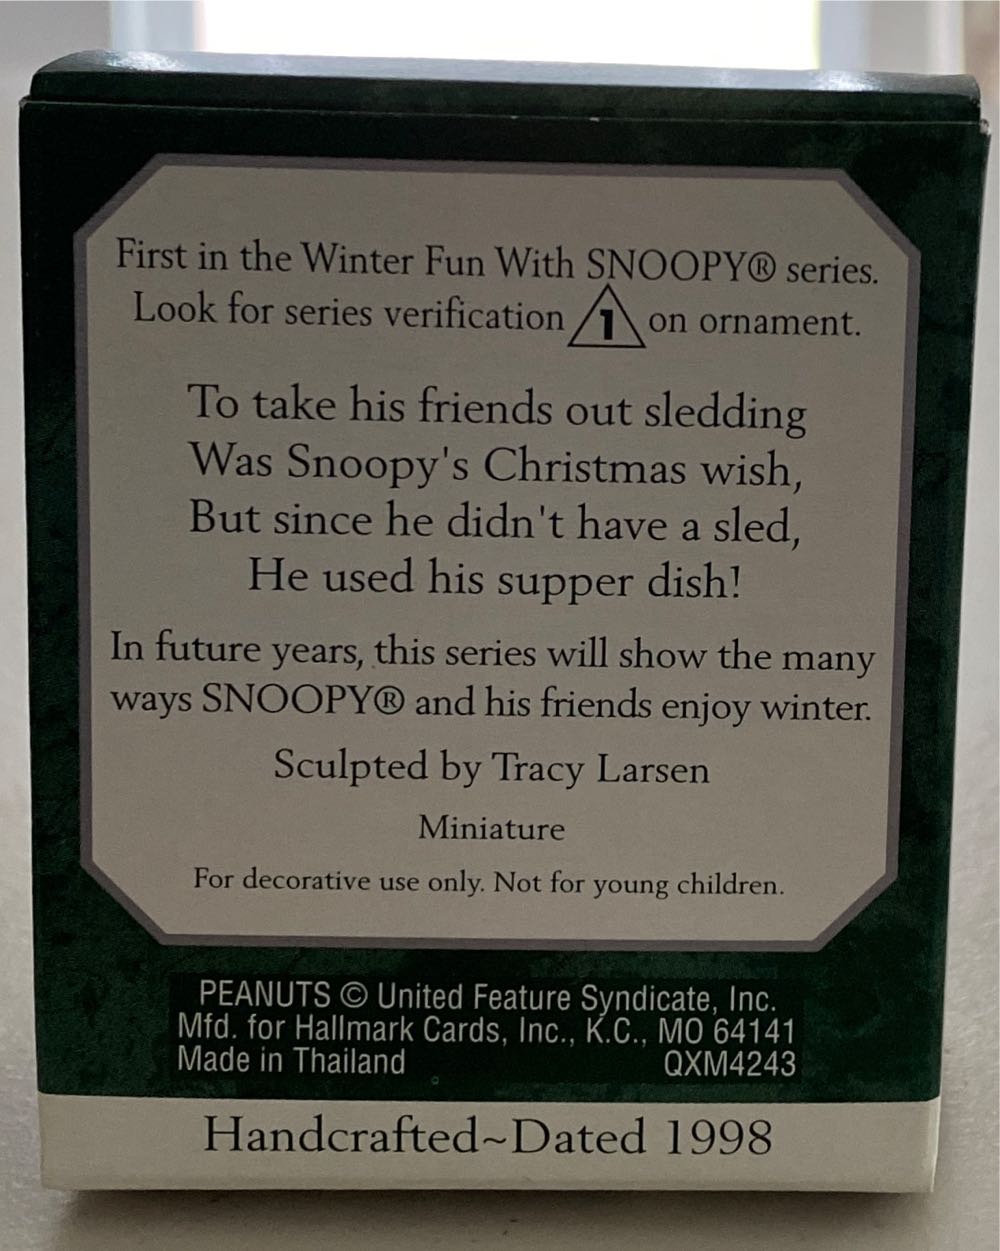 First in the Winter Fun With SNOOPY® series.
Look for series verification 1 on ornament.
To take his friends out sledding
Was Snoopy's Christmas wish,
But since he didn't have a sled,
He used his supper dish!
In future years, this series will show the many
ways SNOOPY® and his friends enjoy winter.
Sculpted by Tracy Larsen
Miniature
For decorative use only. Not for young children.
PEANUTS © United Feature Syndicate, Inc.
Mfd. for Hallmark Cards, Inc., K.C., MO 64141
Made in Thailand QXM4243
Handcrafted~Dated 1998